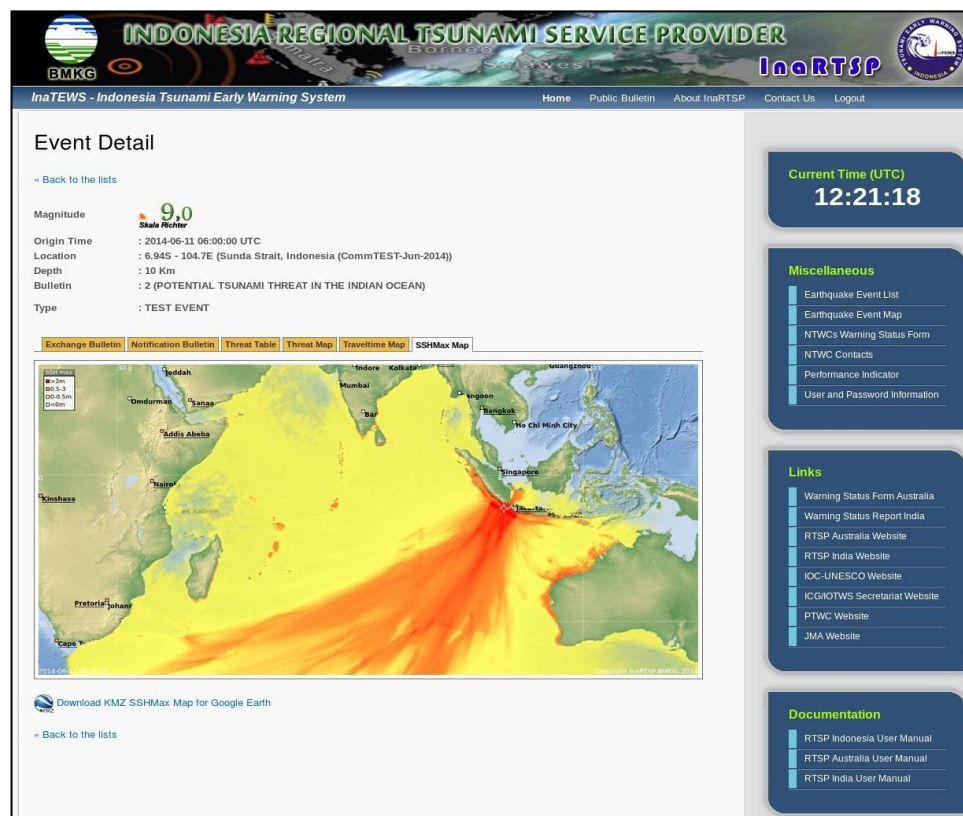 INDONESIA REGIONAL TSUNAMI SERVICE PROVIDER
BMKG
InaRTSP
InaTEWS - Indonesia Tsunami Early Warning System
Home Public Bulletin About InaRTSP Contact Us Logout
Event Detail
« Back to the lists
Magnitude 9,0
Skala Richter
Origin Time : 2014-06-11 06:00:00 UTC
Location : 6.94S - 104.7E (Sunda Strait, Indonesia (CommTEST-Jun-2014))
Depth : 10 Km
Bulletin : 2 (POTENTIAL TSUNAMI THREAT IN THE INDIAN OCEAN)
Type : TEST EVENT
Exchange Bulletin Notification Bulletin Threat Table Threat Map Traveltime Map SSHMax Map
SSH max
>3m
0.5-3
0-0.5m
<0m
30 E
Jeddah
Indore
Kolkata
Guangzhou
Omdurman
Sanaa
Mumbai
Ban
Bangkok
Ho Chi Minh City
Addis Abeba
Singapore
Kinshasa
Pretoria
Johann
Cape T
Copyright InaRTSP BMKG, 2014
Download KMZ SSHMax Map for Google Earth
« Back to the lists
Current Time (UTC)
12:21:18
Miscellaneous
Earthquake Event List
Earthquake Event Map
NTWCs Warning Status Form
NTWC Contacts
Performance Indicator
User and Password Information
Links
Warning Status Form Australia
Warning Status Report India
RTSP Australia Website
RTSP India Website
IOC-UNESCO Website
ICG/IOTWS Secretariat Website
PTWC Website
JMA Website
Documentation
RTSP Indonesia User Manual
RTSP Australia User Manual
RTSP India User Manual